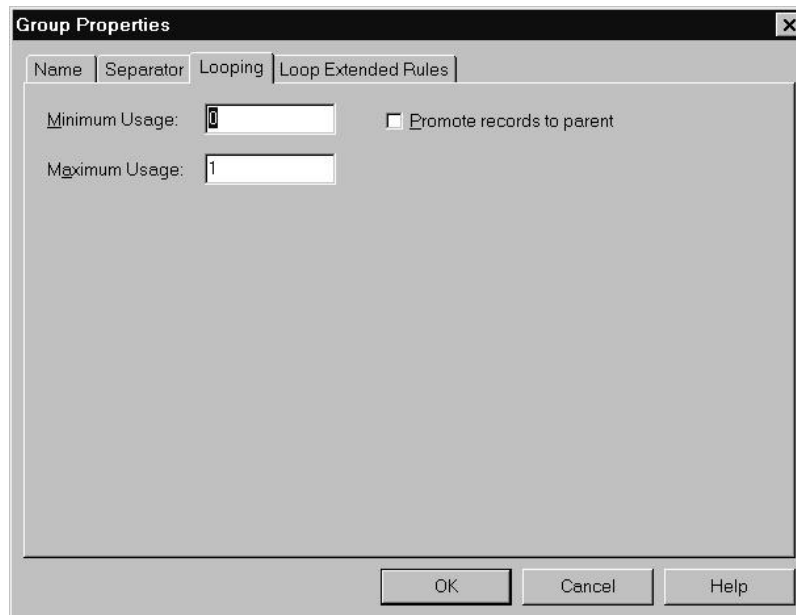 Group Properties
Name Separator Looping Loop Extended Rules
Minimum Usage: 0 Promote records to parent
Maximum Usage: 1
OK Cancel Help